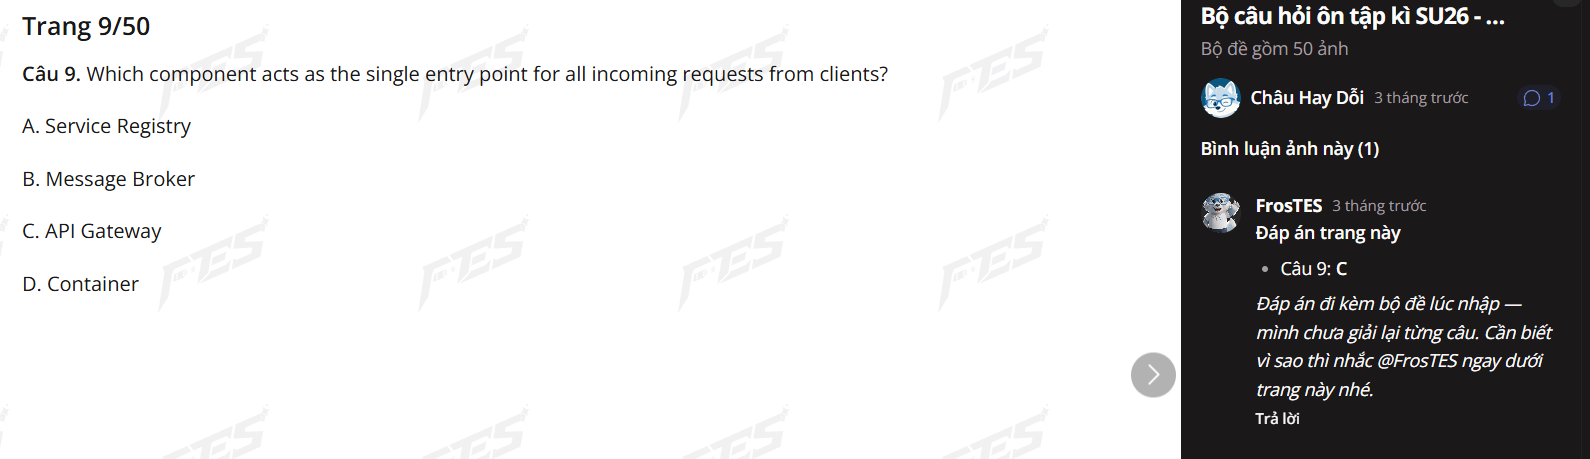 Trang 9/50
Câu 9. Which component acts as the single entry point for all incoming requests from clients?
A. Service Registry
B. Message Broker
C. API Gateway
D. Container
Bộ câu hỏi ôn tập kì SU26 - ...
Bộ đề gồm 50 ảnh
Châu Hay Dỗi 3 tháng trước 1
Bình luận ảnh này (1)
FrosTES 3 tháng trước
Đáp án trang này
• Câu 9: C
Đáp án đi kèm bộ đề lúc nhập —
mình chưa giải lại từng câu. Cần biết
vì sao thì nhắc @FrosTES ngay dưới
trang này nhé.
Trả lời